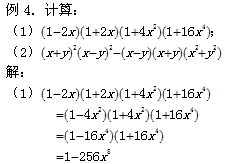 例 4. 计算：
(1) (1−2x)(1+2x)(1+4x²)(1+16x⁴);
(2) (x+y)²(x−y)²−(x−y)(x+y)(x²+y²)
解：
(1) (1−2x)(1+2x)(1+4x²)(1+16x⁴)
=(1−4x²)(1+4x²)(1+16x⁴)
=(1−16x⁴)(1+16x⁴)
=1−256x⁸